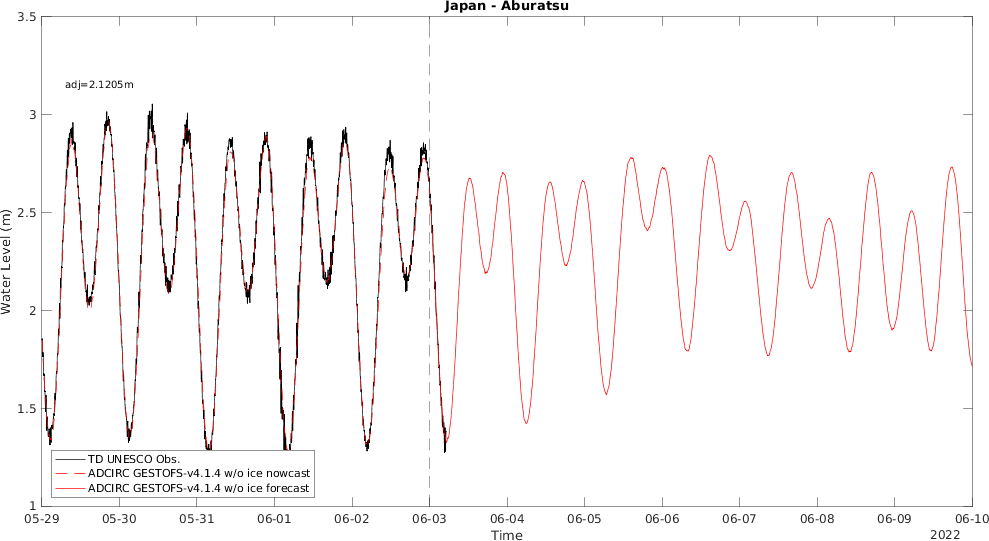 Japan - Aburatsu
3.5
adj=2.1205m
3
2.5
Water Level (m)
2
1.5
TD UNESCO Obs.
ADCIRC GESTOFS-v4.1.4 w/o ice nowcast
ADCIRC GESTOFS-v4.1.4 w/o ice forecast
1
05-29 05-30 05-31 06-01 06-02 06-03 06-04 06-05 06-06 06-07 06-08 06-09 06-10
Time
2022